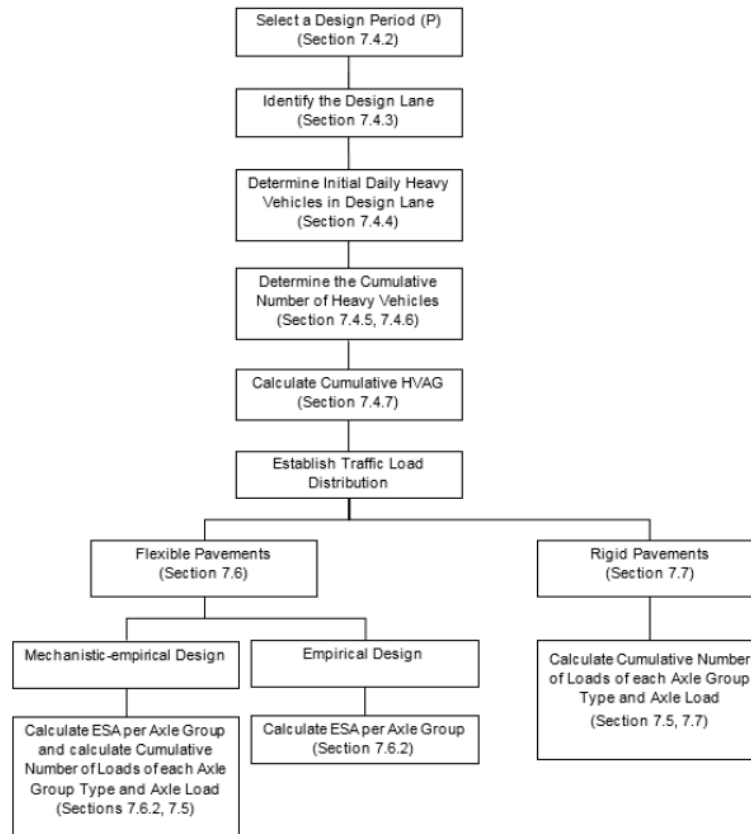 Select a Design Period (P)
(Section 7.4.2)
Identify the Design Lane
(Section 7.4.3)
Determine Initial Daily Heavy
Vehicles in Design Lane
(Section 7.4.4)
Determine the Cumulative
Number of Heavy Vehicles
(Section 7.4.5, 7.4.6)
Calculate Cumulative HVAG
(Section 7.4.7)
Establish Traffic Load
Distribution
Flexible Pavements
(Section 7.6)
Rigid Pavements
(Section 7.7)
Mechanistic-empirical Design
Empirical Design
Calculate Cumulative Number
of Loads of each Axle Group
Type and Axle Load
(Section 7.5, 7.7)
Calculate ESA per Axle Group
and calculate Cumulative
Number of Loads of each Axle
Group Type and Axle Load
(Sections 7.6.2, 7.5)
Calculate ESA per Axle Group
(Section 7.6.2)